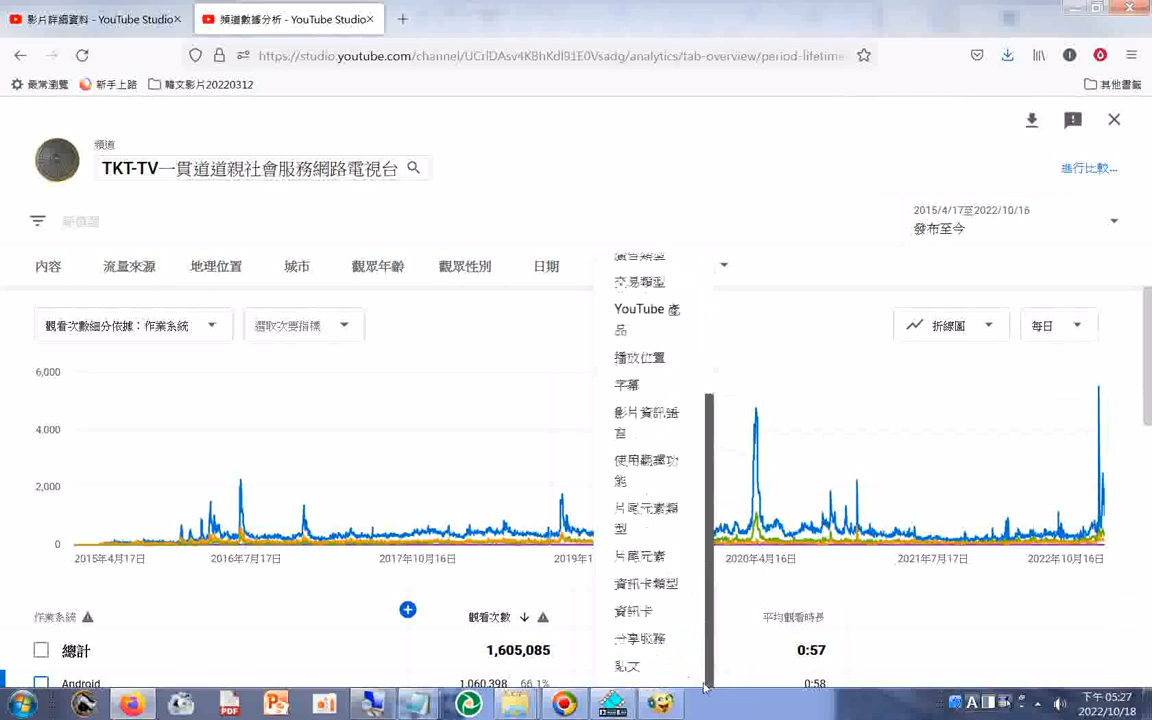 影片詳細資料 - YouTube Studio ×
頻道數據分析 - YouTube Studio ×
https://studio.youtube.com/channel/UCrIDAsv4KBhKdl91E0Vsadg/analytics/tab-overview/period-lifetime
最常瀏覽 新手上路 韓文影片20220312 其他書籤
頻道
TKT-TV一貫道道親社會服務網路電視台
進行比較...
篩選器
2015/4/17至2022/10/16
發布至今
內容 流量來源 地理位置 城市 觀眾年齡 觀眾性別 日期
廣告類型
交易類型
YouTube 產
品
播放位置
字幕
影片資訊語
言
使用翻譯功
能
片尾元素類
型
片尾元素
資訊卡類型
資訊卡
分享服務
貼文
觀看次數細分依據：作業系統 選取次要指標 折線圖 每日
6,000
4,000
2,000
0
2015年4月17日 2016年7月17日 2017年10月16日 2019年1 2020年4月16日 2021年7月17日 2022年10月16日
作業系統 觀看次數 平均觀看時長
總計 1,605,085 0:57
Android 1,060,398 66.1% 0:58
PDF
A
下午 05:27
2022/10/18